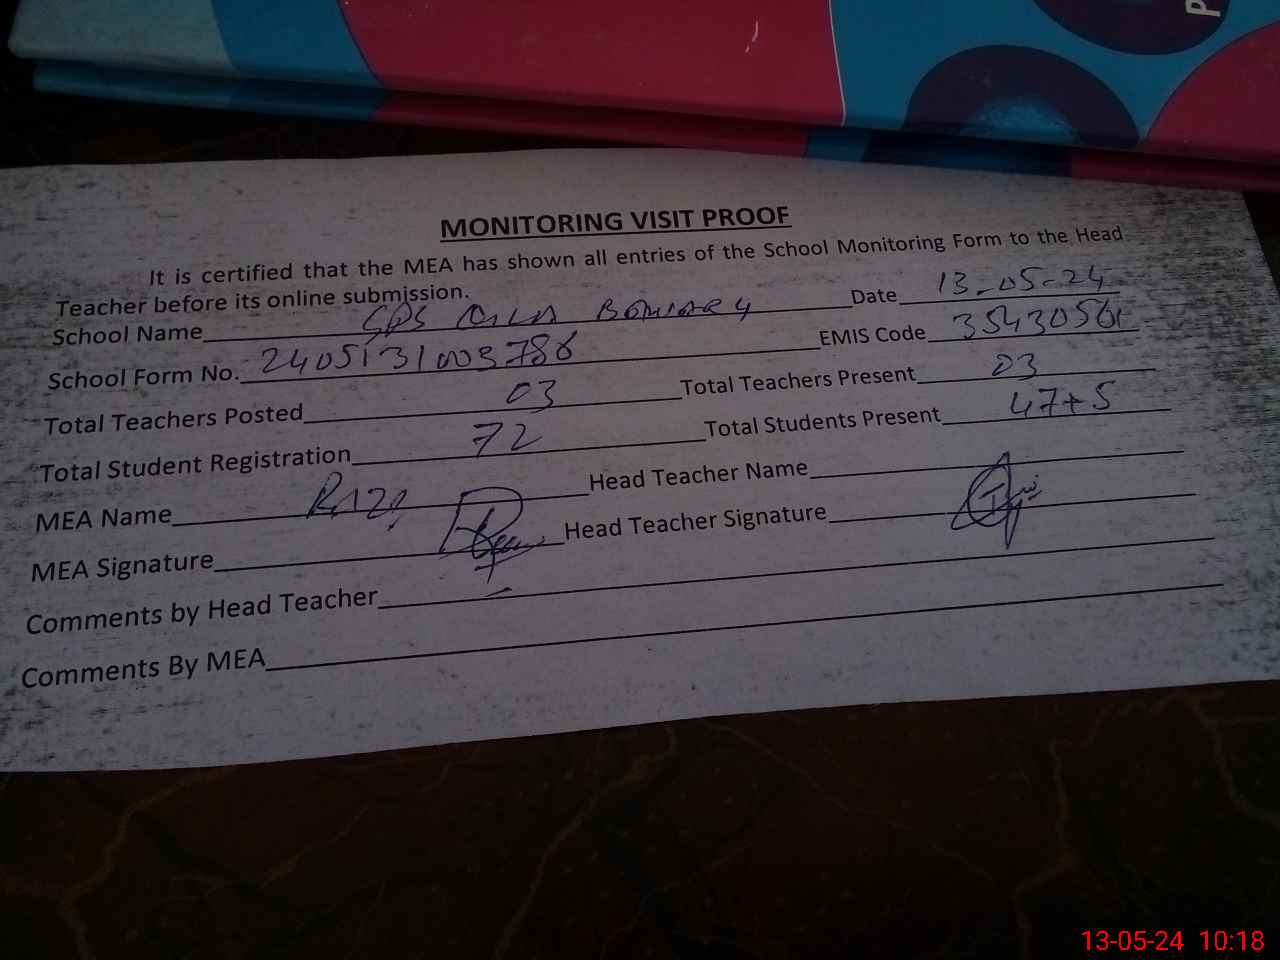 P
MONITORING VISIT PROOF
It is certified that the MEA has shown all entries of the School Monitoring Form to the Head
Teacher before its online submission.
School Name GPS Date 13-05-24
School Form No. 2405131003786 EMIS Code 35430561
Total Teachers Posted 03 Total Teachers Present 03
Total Student Registration 72 Total Students Present 47+5
MEA Name Head Teacher Name
MEA Signature Head Teacher Signature
Comments by Head Teacher
Comments By MEA
13-05-24 10:18